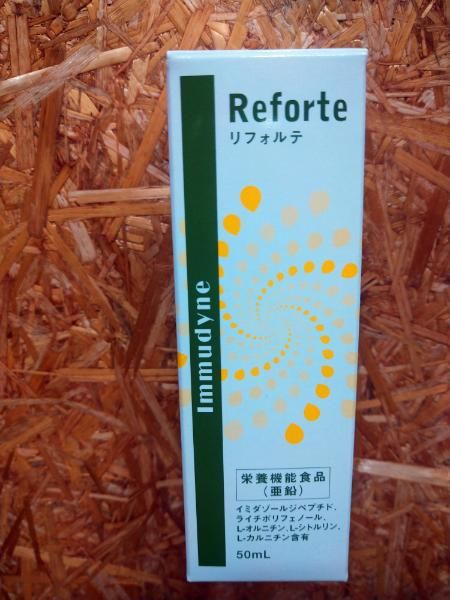 Reforte
リフォルテ
Immudyne
栄養機能食品
(亜鉛)
イミダゾールジペプチド、
ライチポリフェノール、
L-オルニチン、L-シトルリン、
L-カルニチン含有
50mL